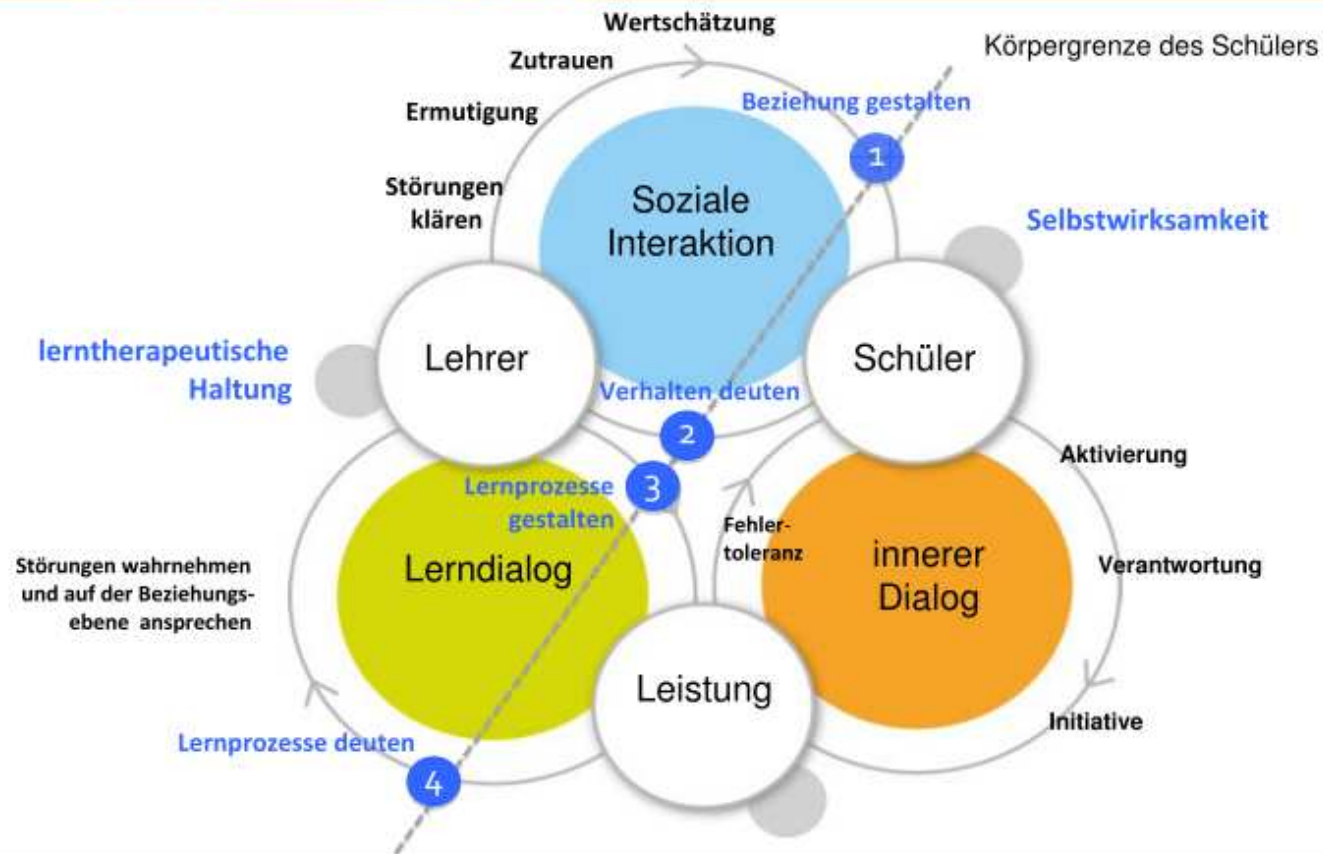 Wertschätzung
Körpergrenze des Schülers
Zutrauen
Beziehung gestalten
Ermutigung
1
Störungen
klären
Soziale
Interaktion
Selbstwirksamkeit
lerntherapeutische
Haltung
Lehrer
Schüler
Verhalten deuten
2
Aktivierung
Lernprozesse
gestalten
3
Fehler-
toleranz
Störungen wahrnehmen
und auf der Beziehungs-
ebene ansprechen
Lerndialog
innerer
Dialog
Verantwortung
Leistung
Initiative
Lernprozesse deuten
4